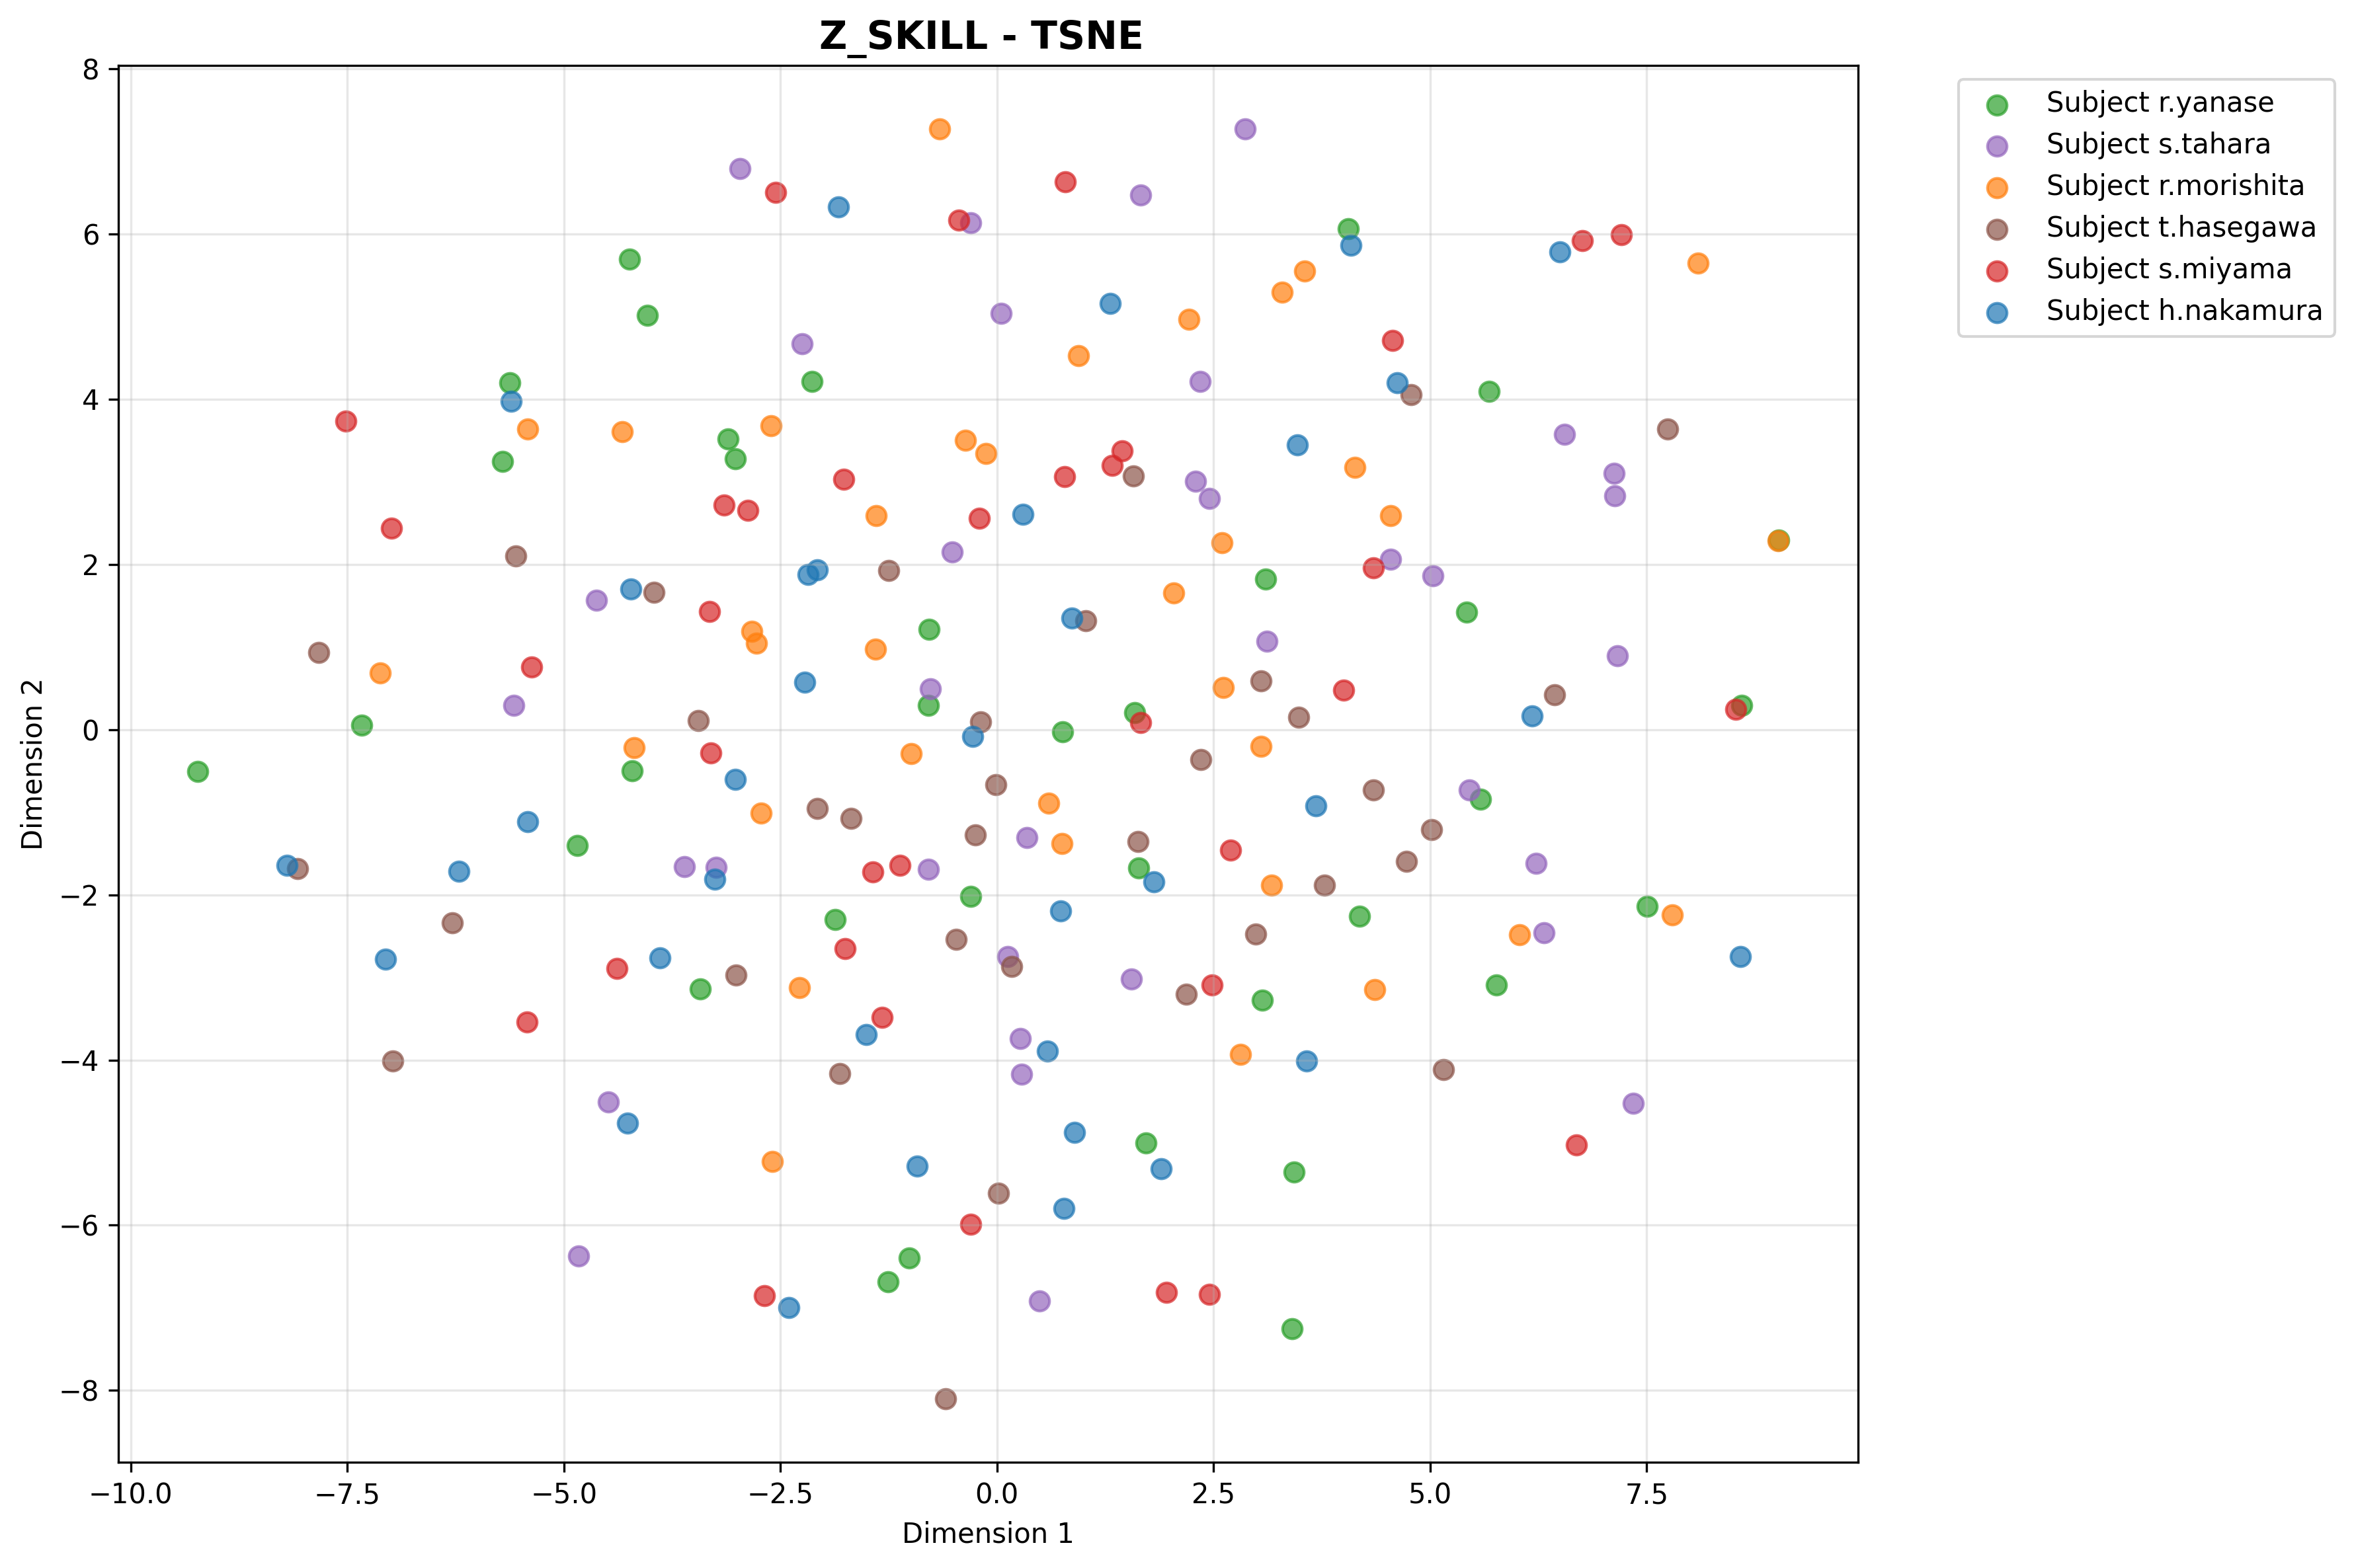 Z_SKILL - TSNE
8
6
4
2
0
−2
−4
−6
−8
Dimension 2
−10.0
−7.5
−5.0
−2.5
0.0
2.5
5.0
7.5
Dimension 1
Subject r.yanase
Subject s.tahara
Subject r.morishita
Subject t.hasegawa
Subject s.miyama
Subject h.nakamura